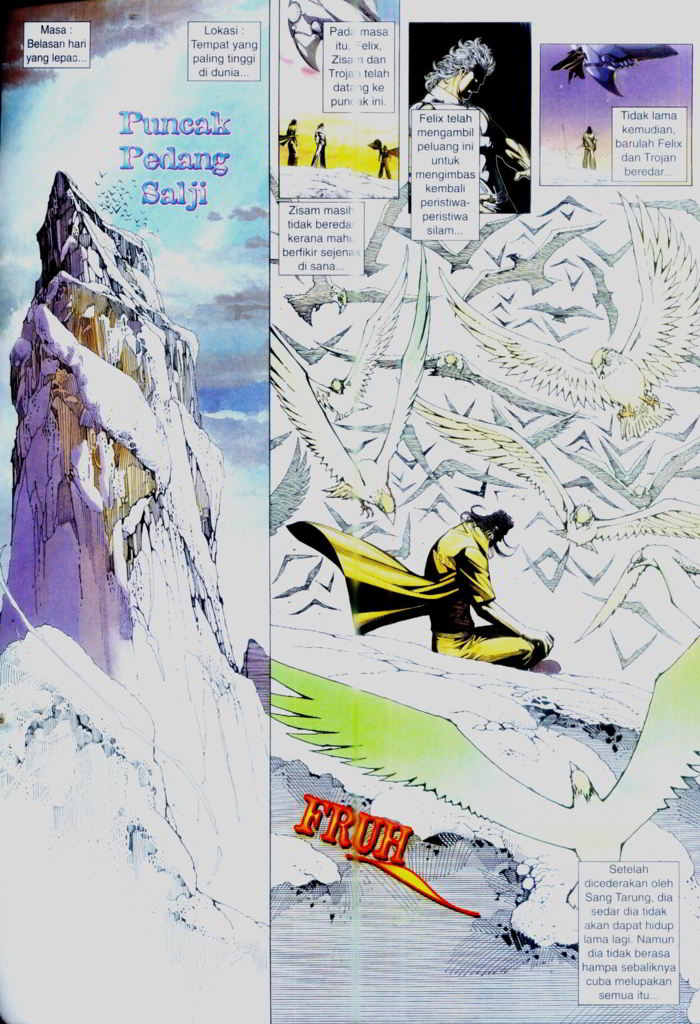 Masa :
Belasan hari
yang lepas...
Lokasi :
Tempat yang
paling tinggi
di dunia...
Puncak
Pedang
Salji
Pada masa
itu, Felix,
Zisam dan
Trojan telah
datang ke
puncak ini.
Felix telah
mengambil
peluang ini
untuk
mengimbas
kembali
peristiwa-
peristiwa
silam...
Tidak lama
kemudian,
barulah Felix
dan Trojan
beredar...
Zisam masih
tidak beredar
kerana mahu
berfikir sejenak
di sana...
FRUH
Setelah
dicederakan oleh
Sang Tarung, dia
sedar dia tidak
akan dapat hidup
lama lagi. Namun
dia tidak berasa
hampa sebaliknya
cuba melupakan
semua itu...